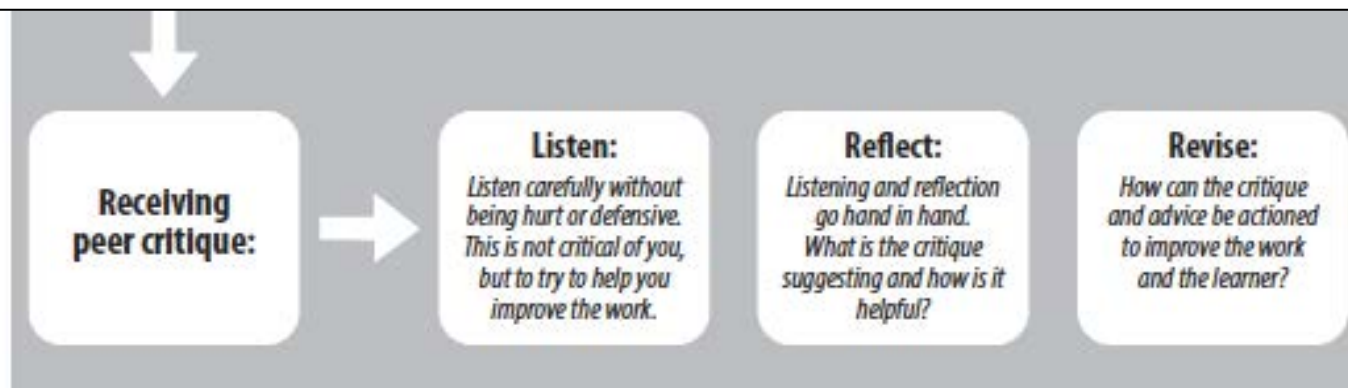 Receiving
peer critique:
Listen:
Listen carefully without
being hurt or defensive.
This is not critical of you,
but to try to help you
improve the work.
Reflect:
Listening and reflection
go hand in hand.
What is the critique
suggesting and how is it
helpful?
Revise:
How can the critique
and advice be actioned
to improve the work
and the learner?